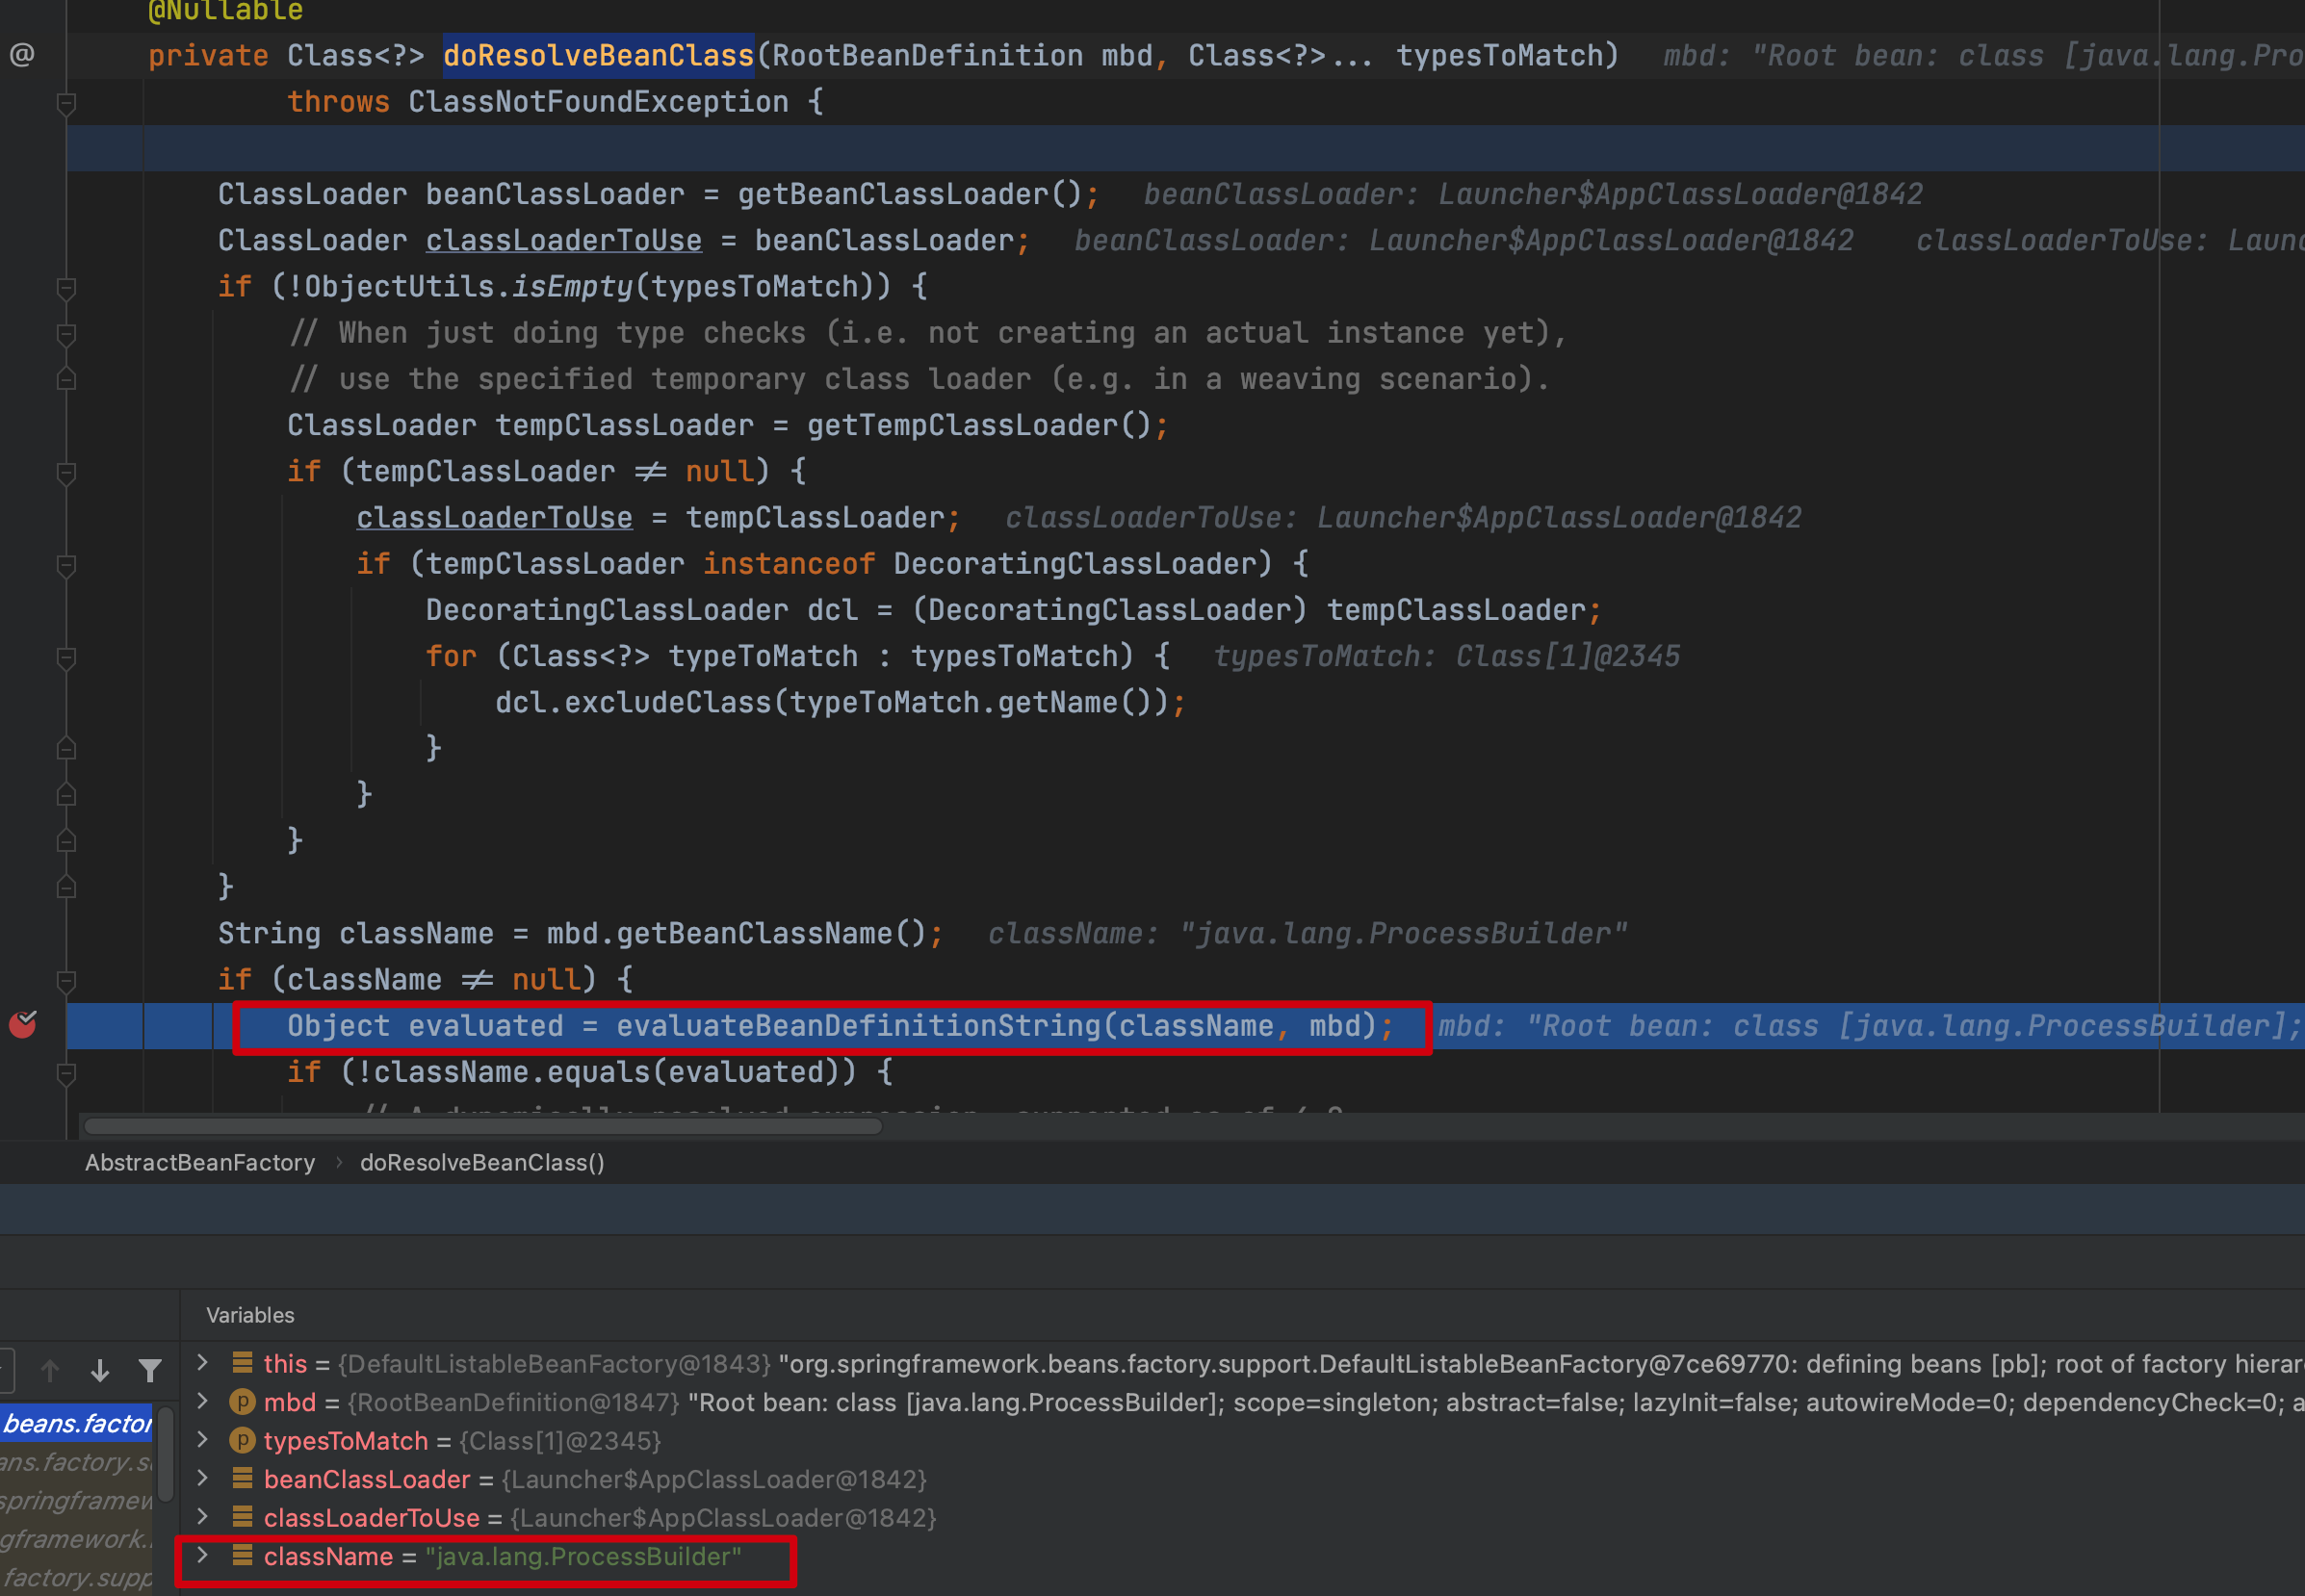 @Nullable
@
private Class<?> doResolveBeanClass(RootBeanDefinition mbd, Class<?>... typesToMatch) mbd: "Root bean: class [java.lang.Pro
throws ClassNotFoundException {
ClassLoader beanClassLoader = getBeanClassLoader(); beanClassLoader: Launcher$AppClassLoader@1842
ClassLoader classLoaderToUse = beanClassLoader; beanClassLoader: Launcher$AppClassLoader@1842 classLoaderToUse: Laun
if (!ObjectUtils.isEmpty(typesToMatch)) {
// When just doing type checks (i.e. not creating an actual instance yet),
// use the specified temporary class loader (e.g. in a weaving scenario).
ClassLoader tempClassLoader = getTempClassLoader();
if (tempClassLoader ≠ null) {
classLoaderToUse = tempClassLoader; classLoaderToUse: Launcher$AppClassLoader@1842
if (tempClassLoader instanceof DecoratingClassLoader) {
DecoratingClassLoader dcl = (DecoratingClassLoader) tempClassLoader;
for (Class<?> typeToMatch : typesToMatch) { typesToMatch: Class[1]@2345
dcl.excludeClass(typeToMatch.getName());
}
}
}
}
String className = mbd.getBeanClassName(); className: "java.lang.ProcessBuilder"
if (className ≠ null) {
Object evaluated = evaluateBeanDefinitionString(className, mbd); mbd: "Root bean: class [java.lang.ProcessBuilder];
if (!className.equals(evaluated)) {
AbstractBeanFactory › doResolveBeanClass()
Variables
this = {DefaultListableBeanFactory@1843} "org.springframework.beans.factory.support.DefaultListableBeanFactory@7ce69770: defining beans [pb]; root of factory hierar
p mbd = {RootBeanDefinition@1847} "Root bean: class [java.lang.ProcessBuilder]; scope=singleton; abstract=false; lazyInit=false; autowireMode=0; dependencyCheck=0; a
beans.factor
p typesToMatch = {Class[1]@2345}
ans.factory.s
beanClassLoader = {Launcher$AppClassLoader@1842}
springframew
classLoaderToUse = {Launcher$AppClassLoader@1842}
gframework.
className = "java.lang.ProcessBuilder"
factory.supp